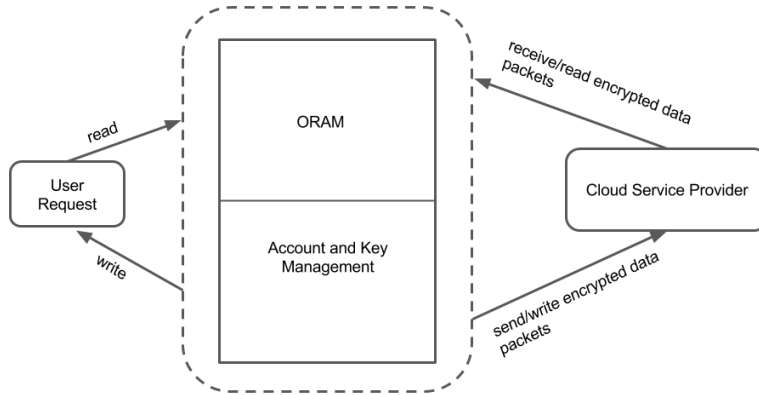 receive/read encrypted data
packets
ORAM
read
User
Request
Cloud Service Provider
Account and Key
Management
write
send/write encrypted data
packets